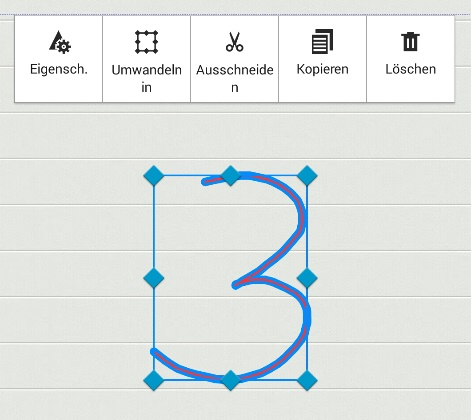 Eigensch.
Umwandeln
in
Ausschneide
n
Kopieren
Löschen
3